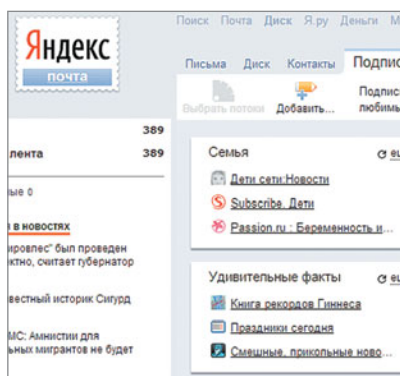 Поиск Почта Диск Я.ру Деньги М
Яндекс
почта
Письма Диск Контакты Подпис
Выбрать потоки Добавить...
Подпис
любимы
389
лента 389
ые 0
в новостях
ировлес" был проведен
ектно, считает губернатор
вестный историк Сигурд
МС: Амнистии для
ьных мигрантов не будет
Семья
Дети сети:Новости
Subscribe. Дети
Passion.ru : Беременность и...
Удивительные факты
Книга рекордов Гиннеса
Праздники сегодня
Смешные, прикольные ново...